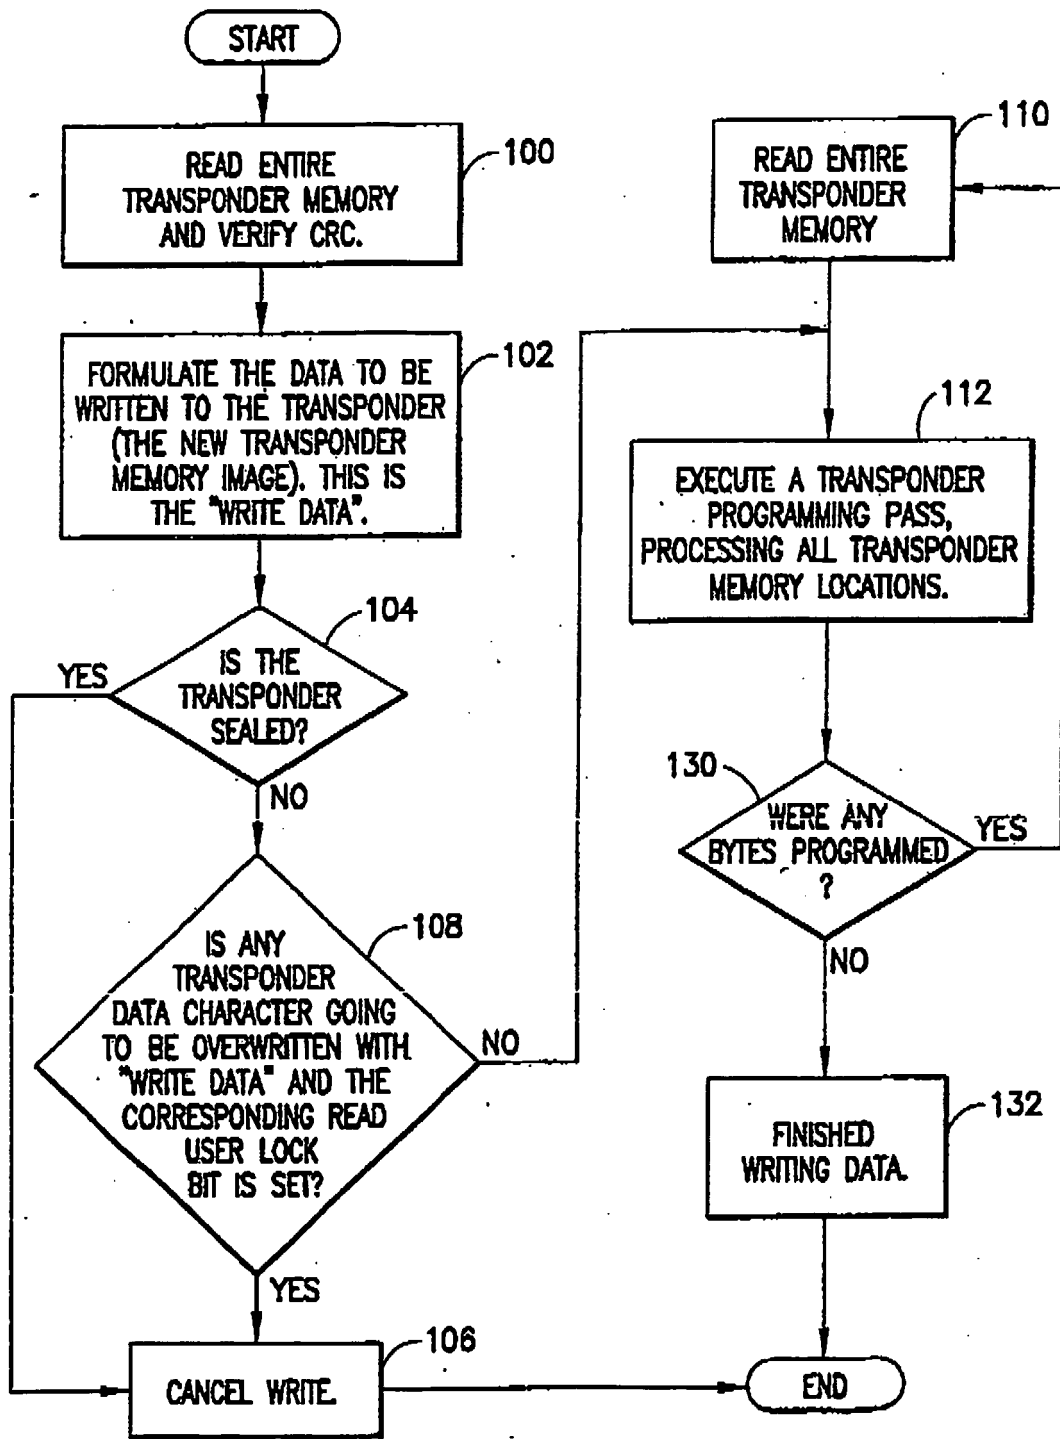 START
READ ENTIRE
TRANSPONDER MEMORY
AND VERIFY CRC.
100
FORMULATE THE DATA TO BE
WRITTEN TO THE TRANSPONDER
(THE NEW TRANSPONDER
MEMORY IMAGE). THIS IS
THE "WRITE DATA".
102
IS THE
TRANSPONDER
SEALED?
104
YES
NO
IS ANY
TRANSPONDER
DATA CHARACTER GOING
TO BE OVERWRITTEN WITH
"WRITE DATA" AND THE
CORRESPONDING READ
USER LOCK
BIT IS SET?
108
NO
YES
CANCEL WRITE.
106
READ ENTIRE
TRANSPONDER
MEMORY
110
EXECUTE A TRANSPONDER
PROGRAMMING PASS,
PROCESSING ALL TRANSPONDER
MEMORY LOCATIONS.
112
WERE ANY
BYTES PROGRAMMED
?
130
YES
NO
FINISHED
WRITING DATA.
132
END